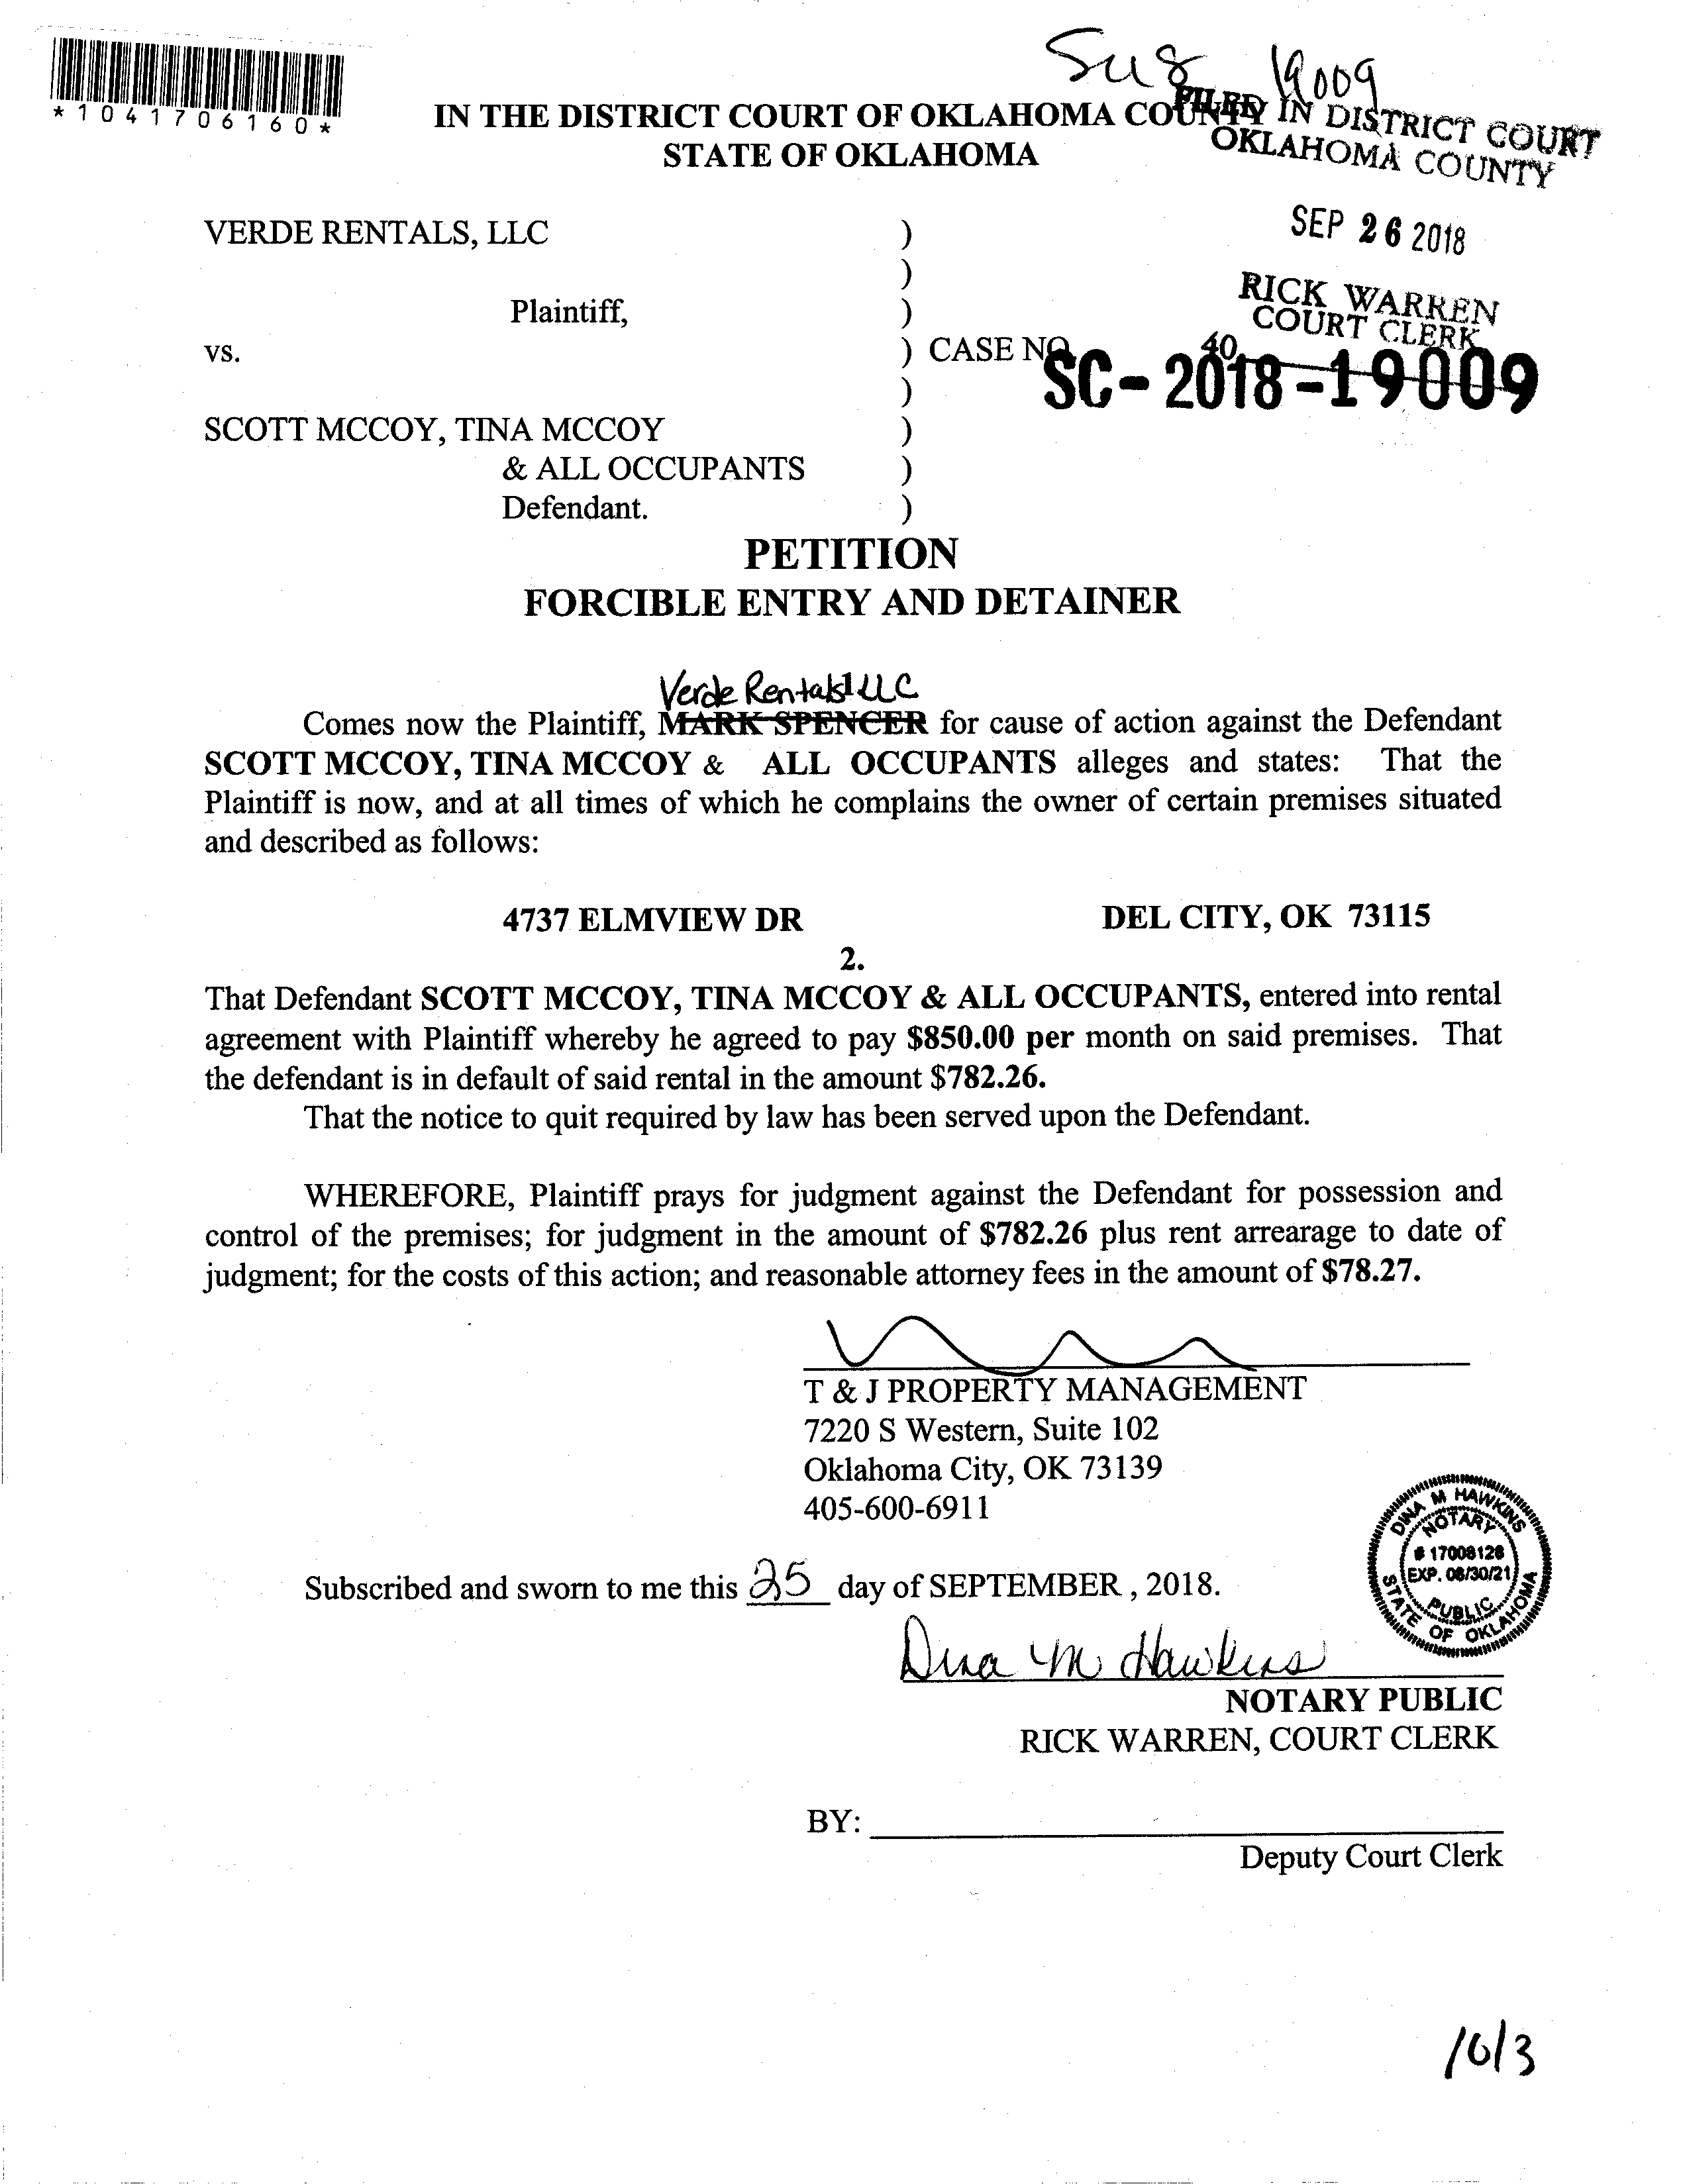 *1041706160*
Su8 19009
IN THE DISTRICT COURT OF OKLAHOMA COUNTY
STATE OF OKLAHOMA
FILED IN DISTRICT COURT
OKLAHOMA COUNTY
SEP 26 2018
RICK WARREN
COURT CLERK
40
VERDE RENTALS, LLC )
)
Plaintiff, )
vs. ) CASE NO
SC-2018-19009
)
SCOTT MCCOY, TINA MCCOY )
& ALL OCCUPANTS )
Defendant. )
PETITION
FORCIBLE ENTRY AND DETAINER
Verde Rentals LLC
Comes now the Plaintiff, MARK SPENCER for cause of action against the Defendant
SCOTT MCCOY, TINA MCCOY & ALL OCCUPANTS alleges and states: That the
Plaintiff is now, and at all times of which he complains the owner of certain premises situated
and described as follows:
4737 ELMVIEW DR DEL CITY, OK 73115
2.
That Defendant SCOTT MCCOY, TINA MCCOY & ALL OCCUPANTS, entered into rental
agreement with Plaintiff whereby he agreed to pay $850.00 per month on said premises. That
the defendant is in default of said rental in the amount $782.26.
That the notice to quit required by law has been served upon the Defendant.
WHEREFORE, Plaintiff prays for judgment against the Defendant for possession and
control of the premises; for judgment in the amount of $782.26 plus rent arrearage to date of
judgment; for the costs of this action; and reasonable attorney fees in the amount of $78.27.
T & J PROPERTY MANAGEMENT
7220 S Western, Suite 102
Oklahoma City, OK 73139
405-600-6911
DINA M HAWKINS
NOTARY
# 17008128
EXP. 08/30/21
PUBLIC
STATE OF OKLAHOMA
Subscribed and sworn to me this 25 day of SEPTEMBER , 2018.
Dina M Hawkins
NOTARY PUBLIC
RICK WARREN, COURT CLERK
BY:
Deputy Court Clerk
10/3